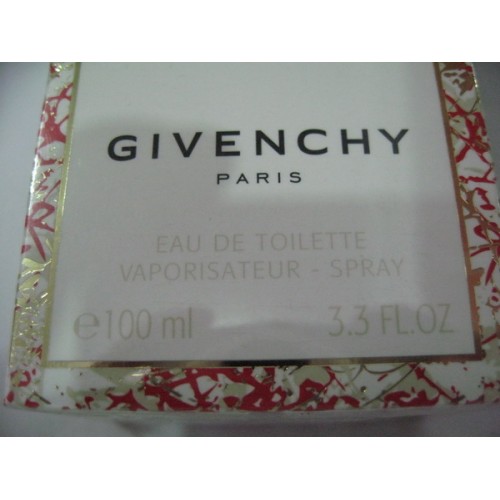 GIVENCHY
PARIS
EAU DE TOILETTE
VAPORISATEUR - SPRAY
℮100 ml 3.3 FL.OZ